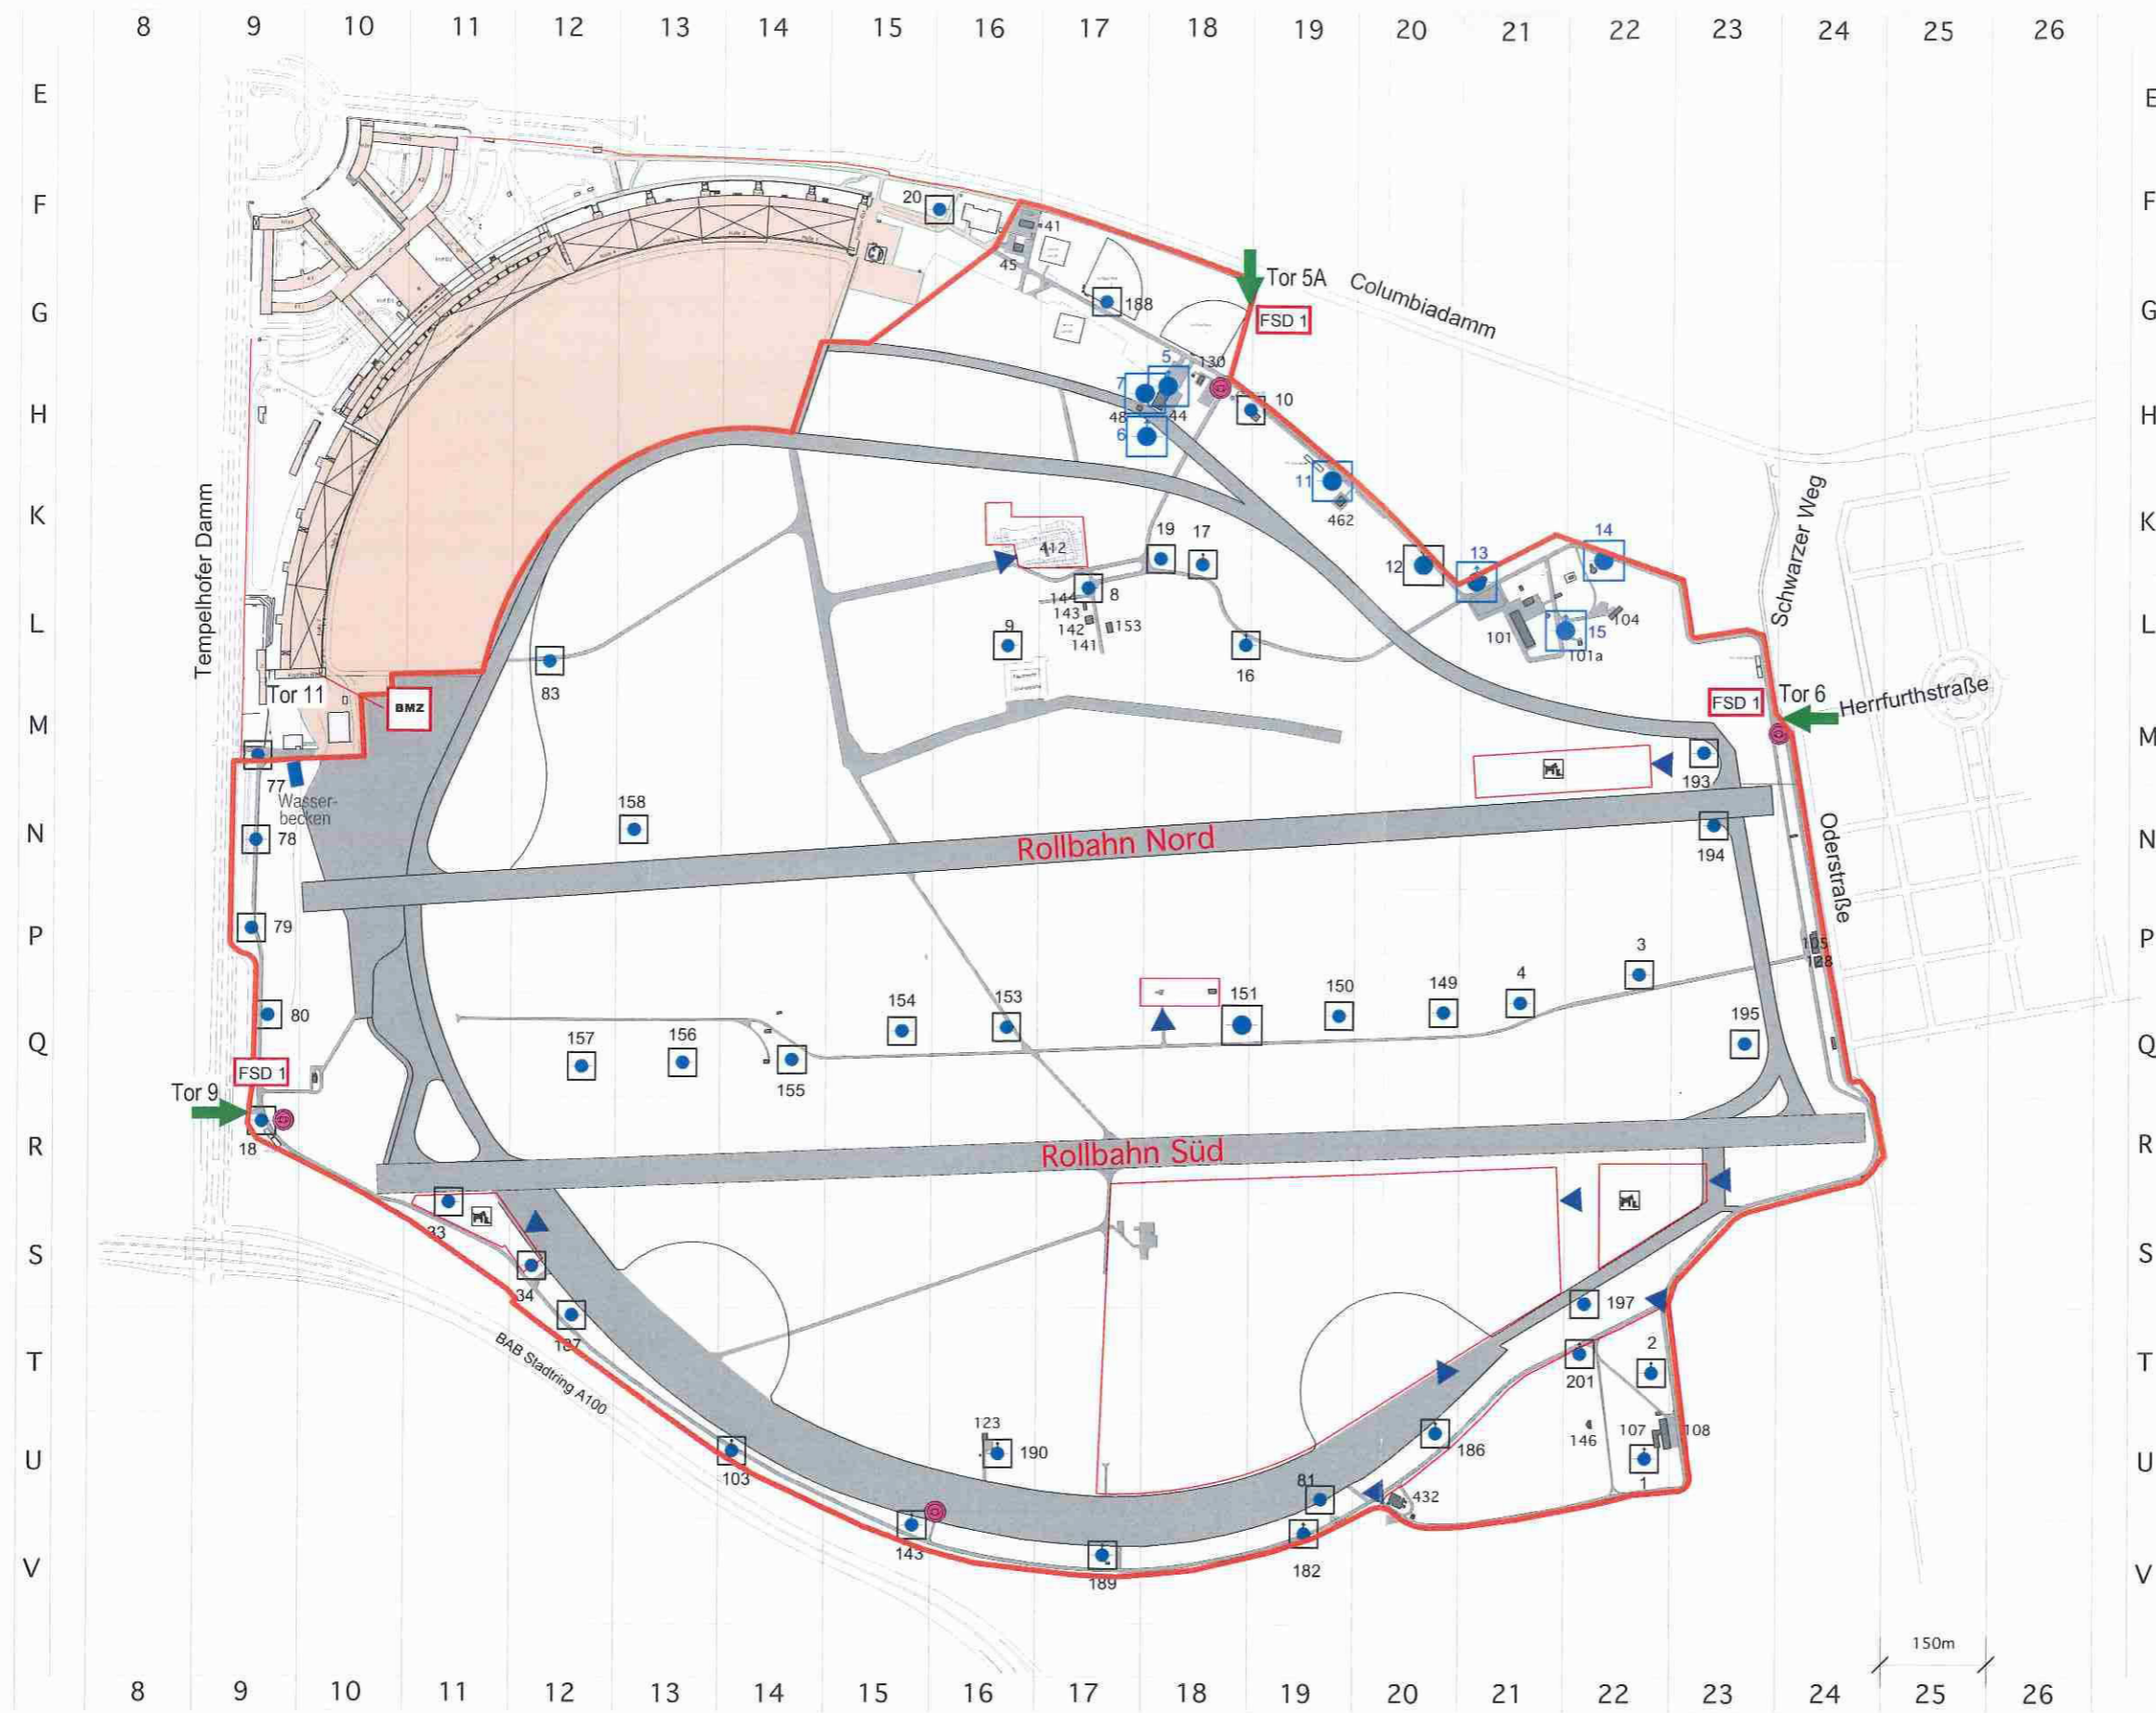 8 9 10 11 12 13 14 15 16 17 18 19 20 21 22 23 24 25 26
E
E
F
20
41
F
45
Tor 5A
Columbiadamm
188
G
FSD 1
G
5
130
7
10
H
48
44
H
6
11
Tempelhofer Damm
K
462
Schwarzer Weg
K
19
17
14
412
12
13
144
8
143
L
9
142
153
104
L
101
15
141
101a
83
16
Tor 11
BMZ
FSD 1
Tor 6
Herrfurthstraße
M
M
77
193
Wasser-
becken
158
N
78
Rollbahn Nord
194
Oderstraße
N
P
79
3
105
P
128
80
154
153
151
150
149
4
195
Q
157
156
Q
FSD 1
155
Tor 9
R
18
Rollbahn Süd
R
33
S
S
34
197
187
2
T
BAB Stadtring A100
201
T
123
190
186
146
107
108
U
103
81
432
1
U
143
182
V
189
V
150m
8 9 10 11 12 13 14 15 16 17 18 19 20 21 22 23 24 25 26